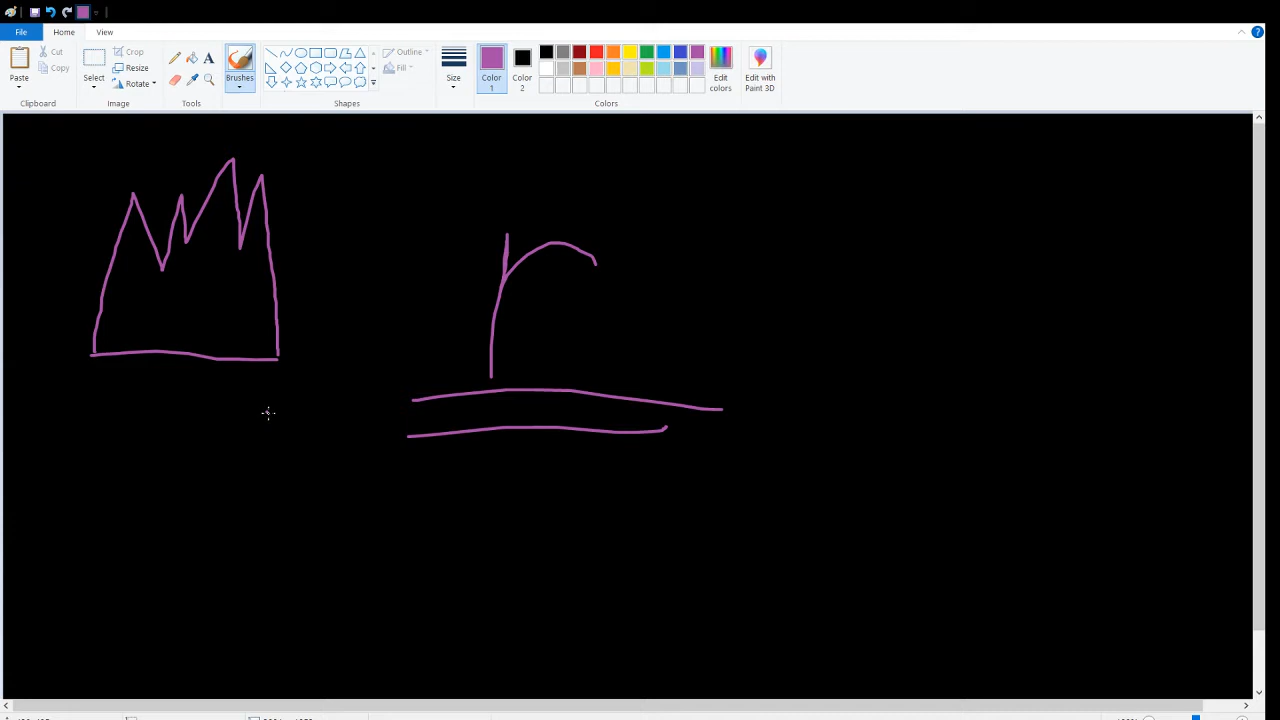 File Home View
Cut
Copy
Paste
Clipboard
Select
Crop
Resize
Rotate
Image
Tools
Brushes
Shapes
Outline
Fill
Size
Color 1
Color 2
Edit colors
Edit with Paint 3D
Colors
r